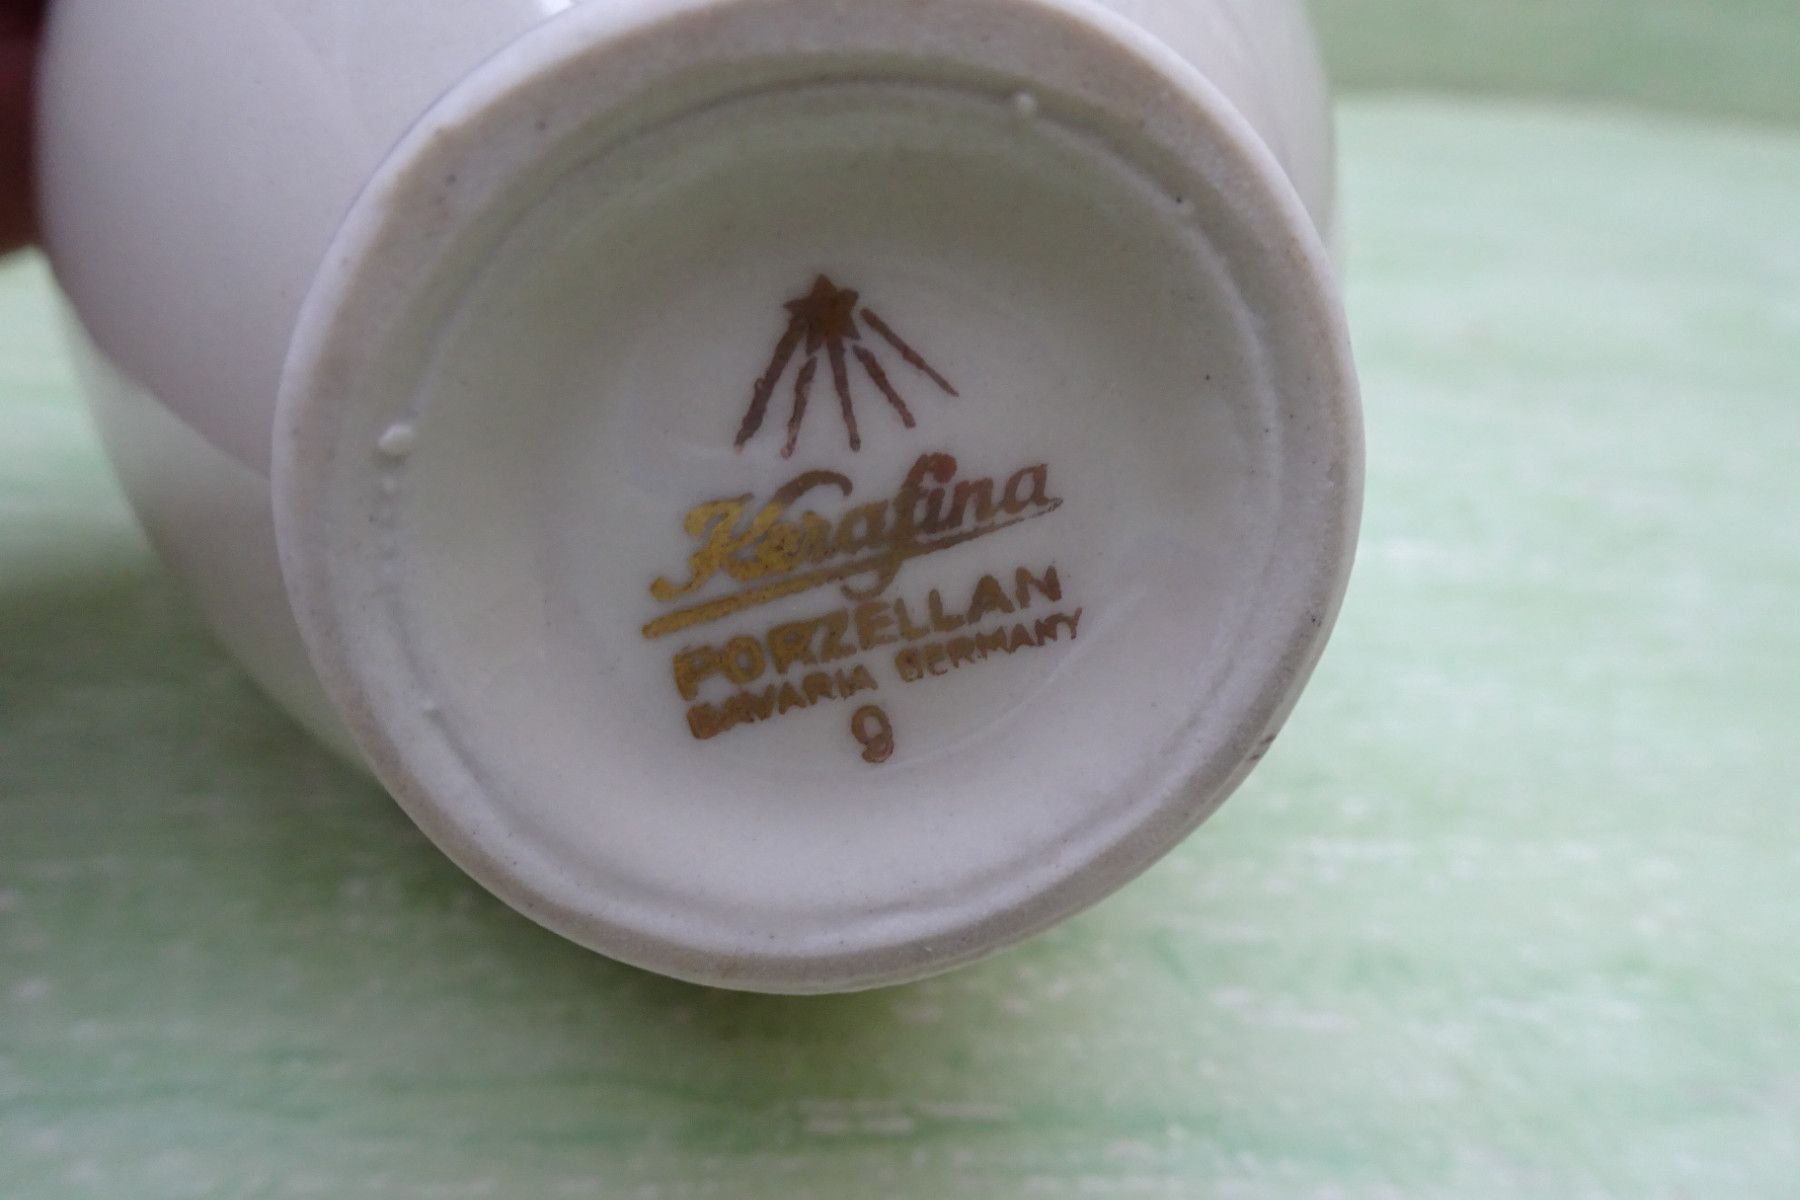 Kerafina
PORZELLAN
BAVARIA GERMANY
9